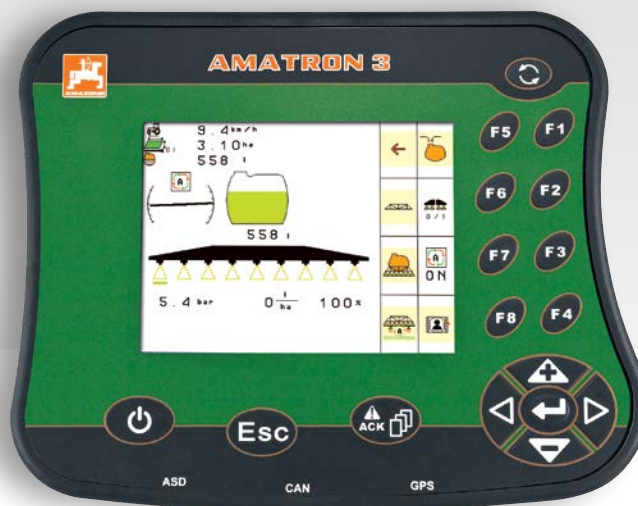 AMATRON 3
AMAZONE
9.4 km/h
3.10 ha
558 l
A
558 l
0 / 1
A
ON
5.4 bar 0 l/ha 100 %
A
F5 F1
F6 F2
F7 F3
F8 F4
Esc
ACK
ASD CAN GPS